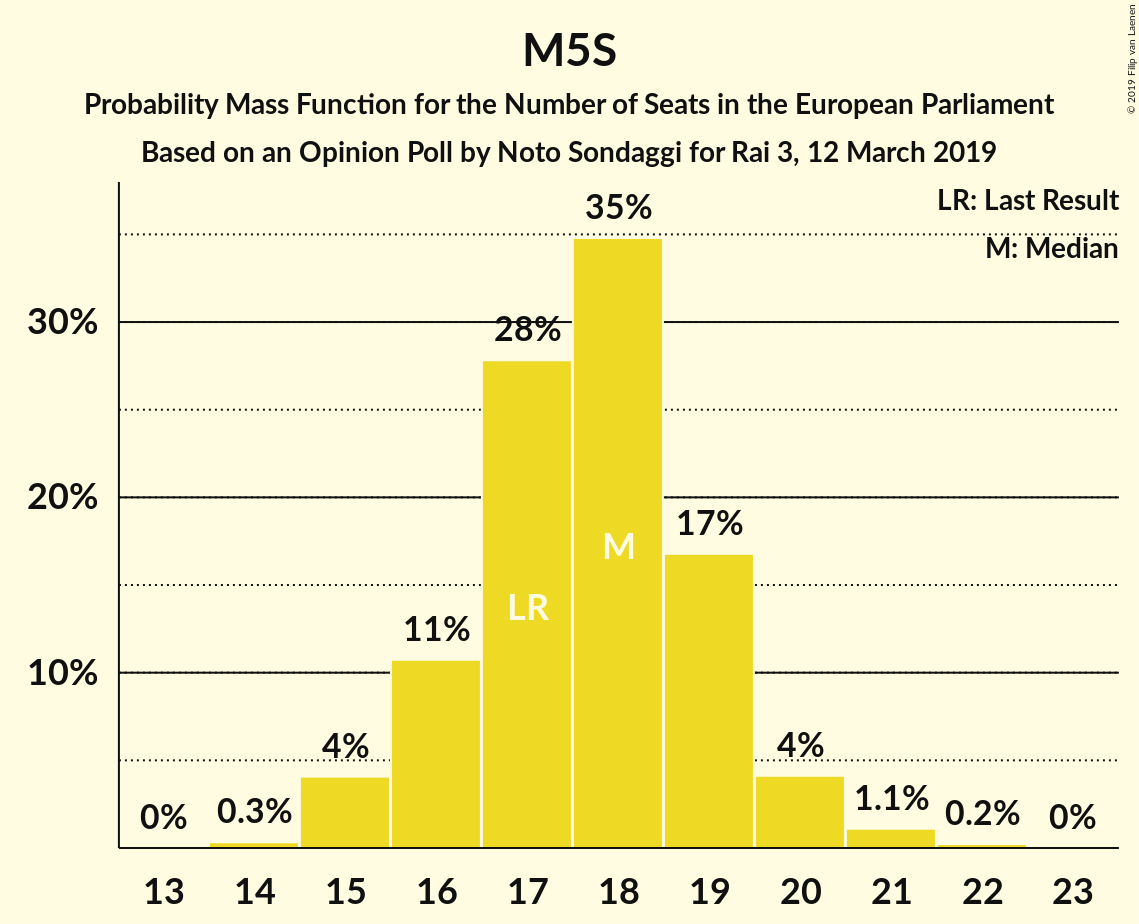 M5S
Probability Mass Function for the Number of Seats in the European Parliament
Based on an Opinion Poll by Noto Sondaggi for Rai 3, 12 March 2019
© 2019 Filip van Laenen
LR: Last Result
M: Median
30%
20%
10%
0%
0.3%
4%
11%
28%
35%
17%
4%
1.1%
0.2%
0%
LR
M
13 14 15 16 17 18 19 20 21 22 23